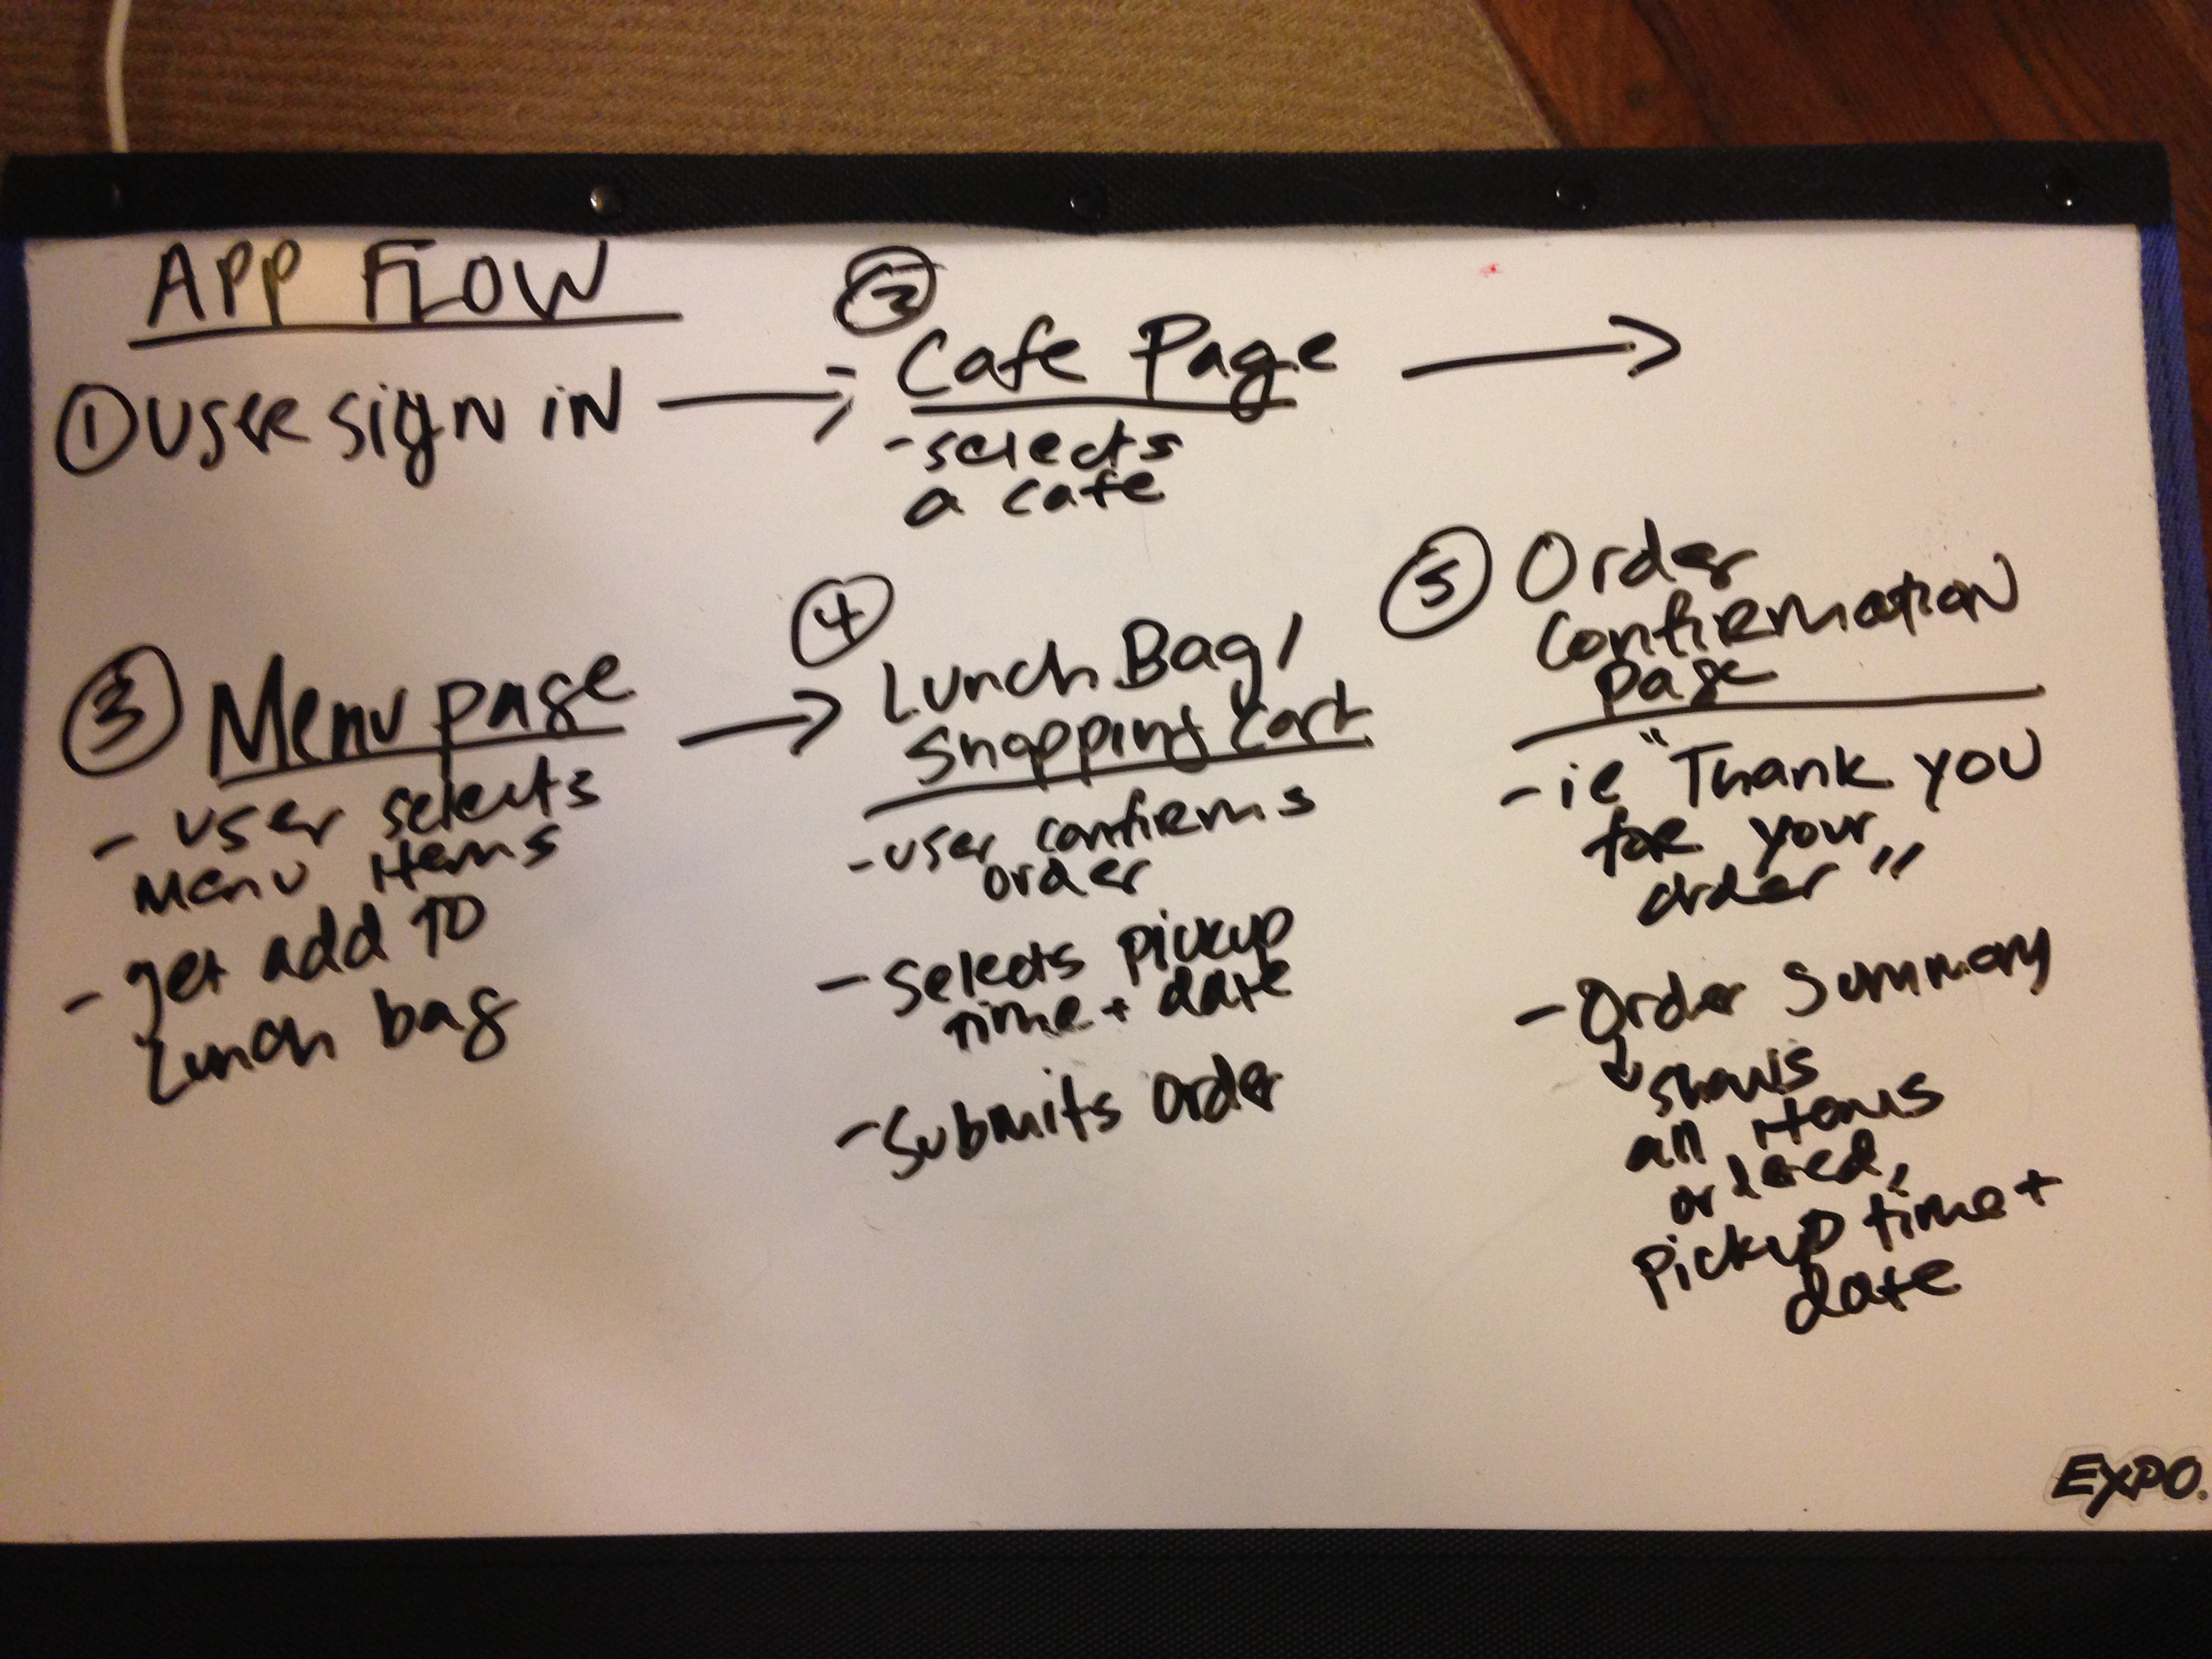 APP FLOW
① USER SIGN IN →
② Cafe Page →
- selects
a cafe
③ Menu Page →
- user selects
menu items
- get add to
lunch bag
④ Lunch Bag/
Shopping Cart
- user confirms
order
- selects pickup
time + date
- submits order
⑤ Order
Confirmation
Page
- ie "Thank you
for your
order"
- Order Summary
↳ shows
all items
ordered,
pickup time +
date
EXPO